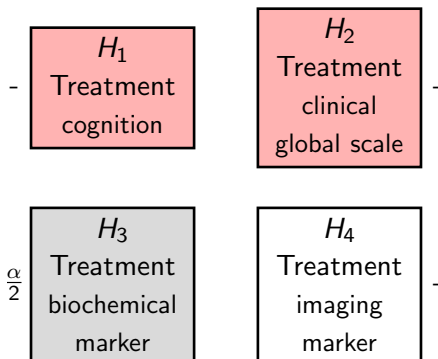 H₁
Treatment
cognition
-
H₂
Treatment
clinical
global scale
-
H₃
Treatment
biochemical
marker
α/2
H₄
Treatment
imaging
marker
-